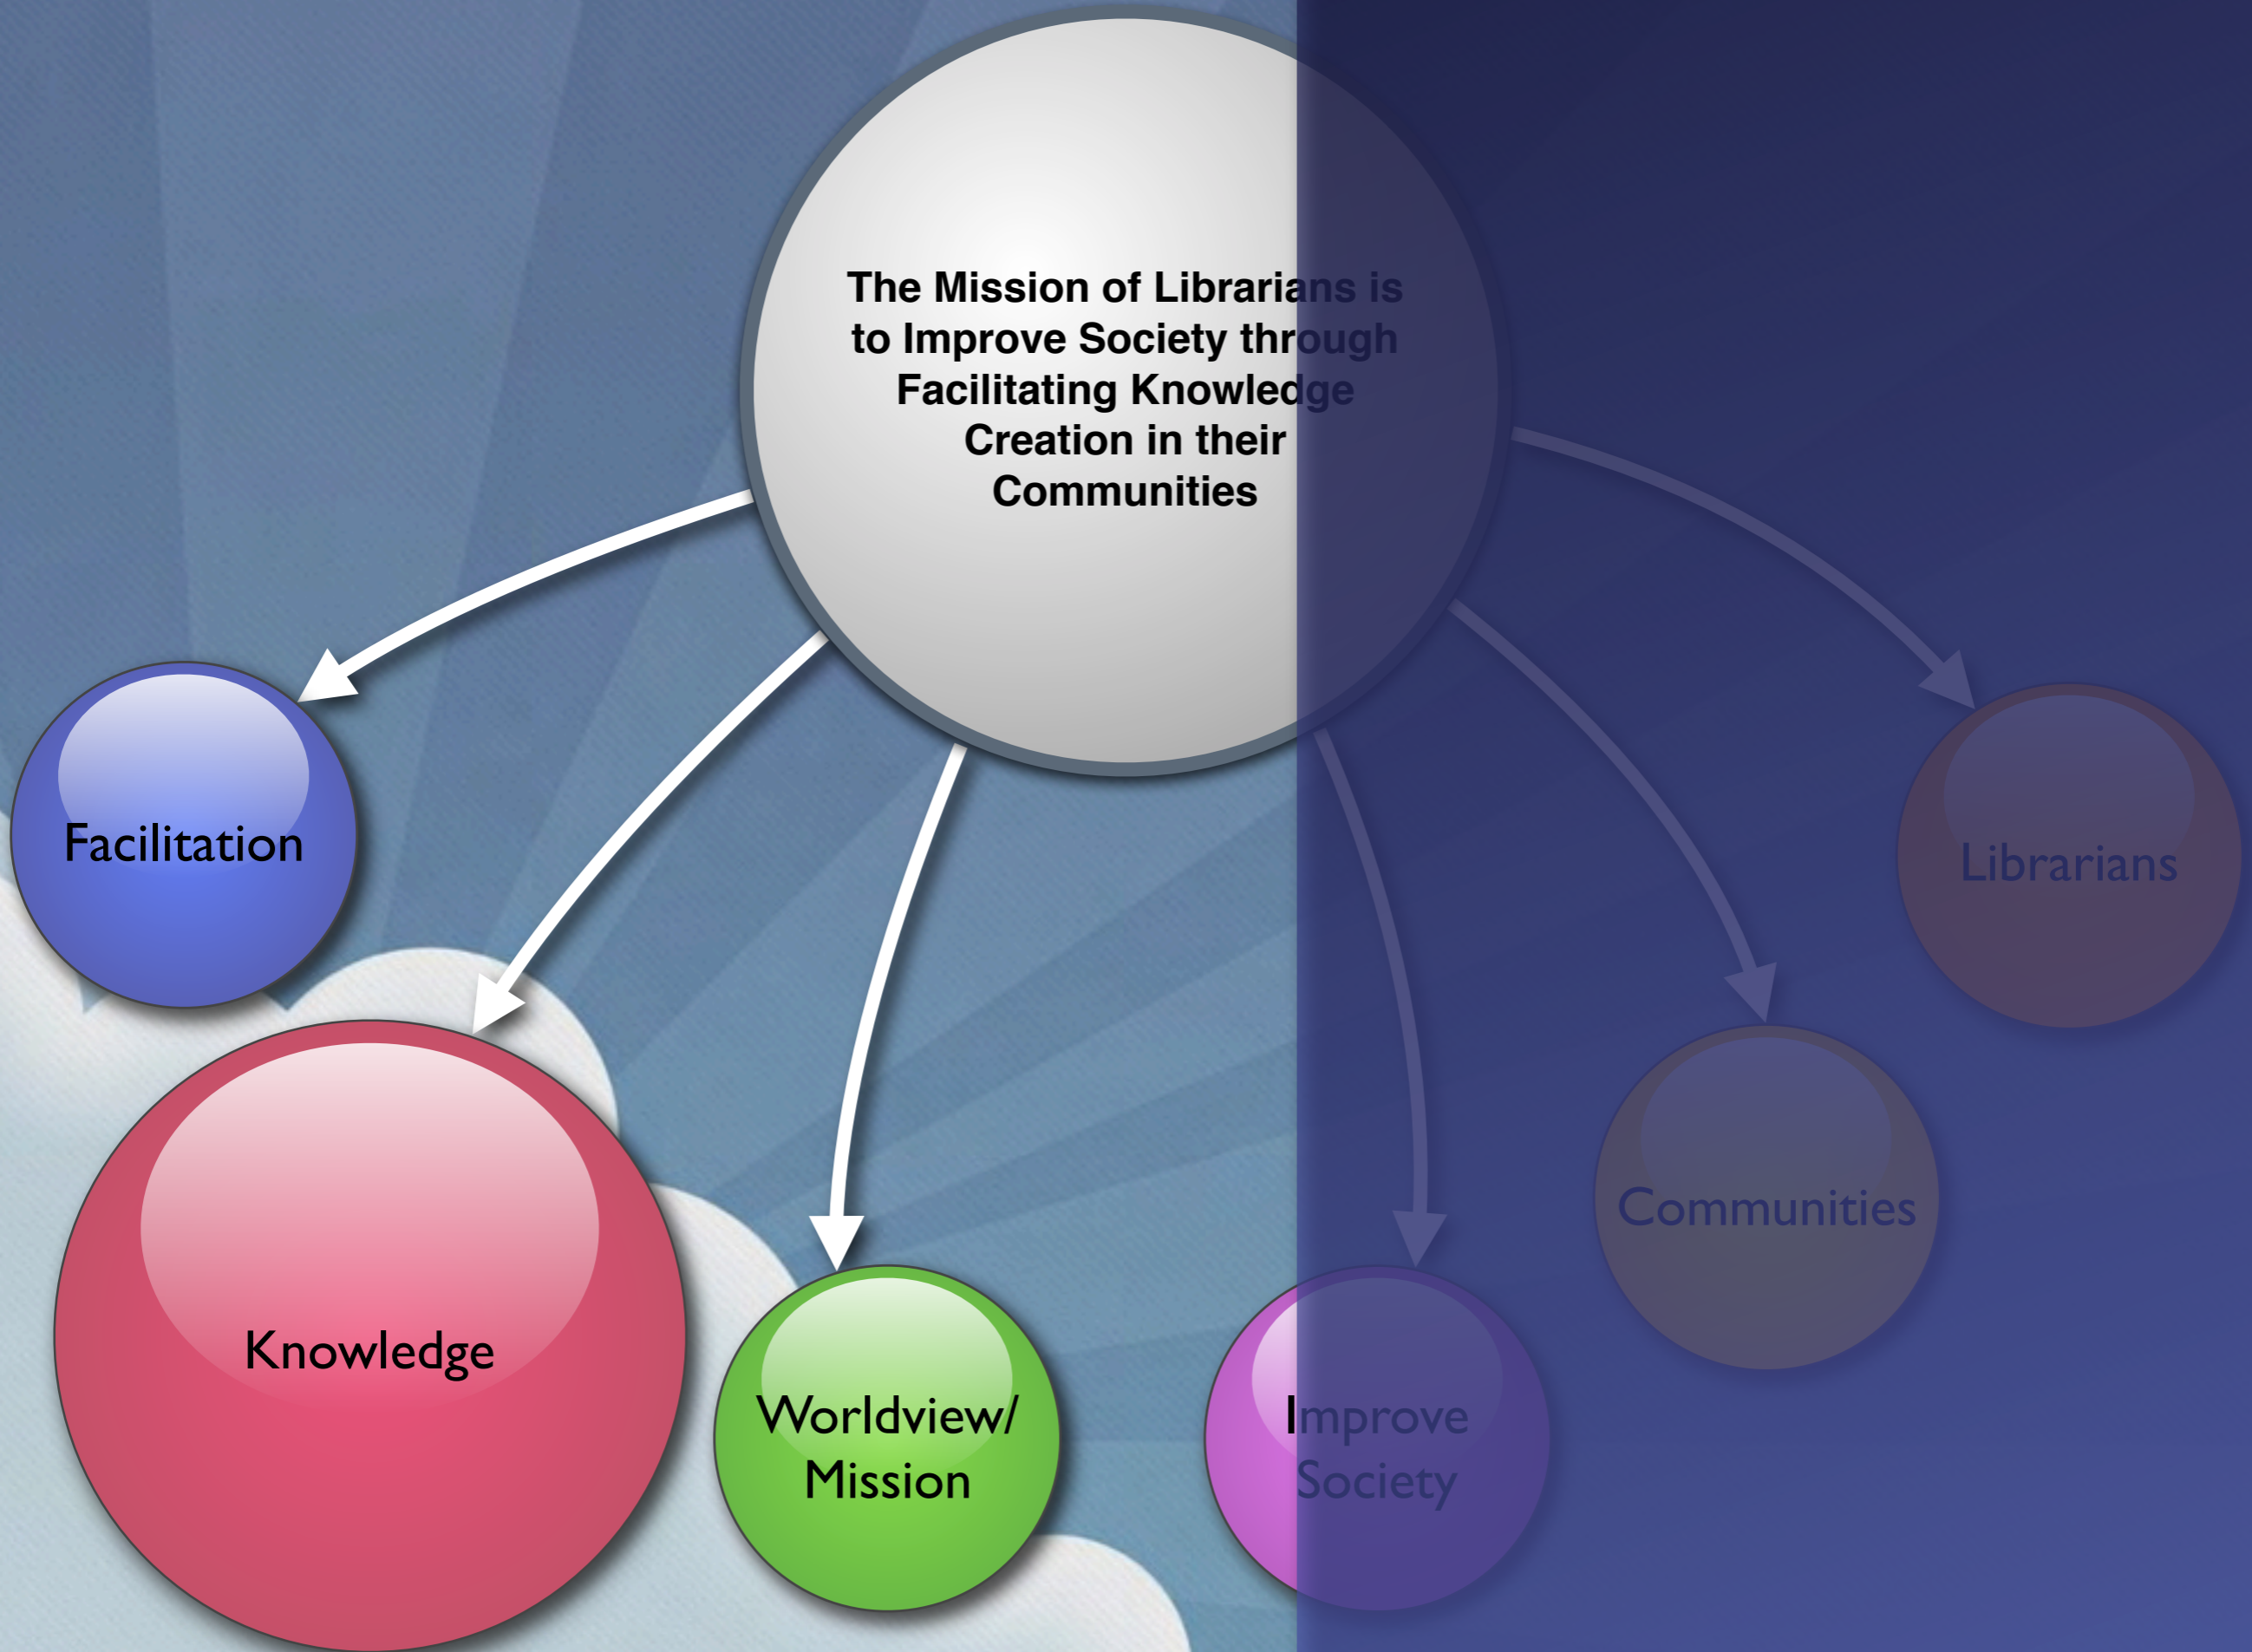 The Mission of Librarians is
to Improve Society through
Facilitating Knowledge
Creation in their
Communities
Facilitation
Librarians
Communities
Knowledge
Worldview/
Mission
Improve
Society